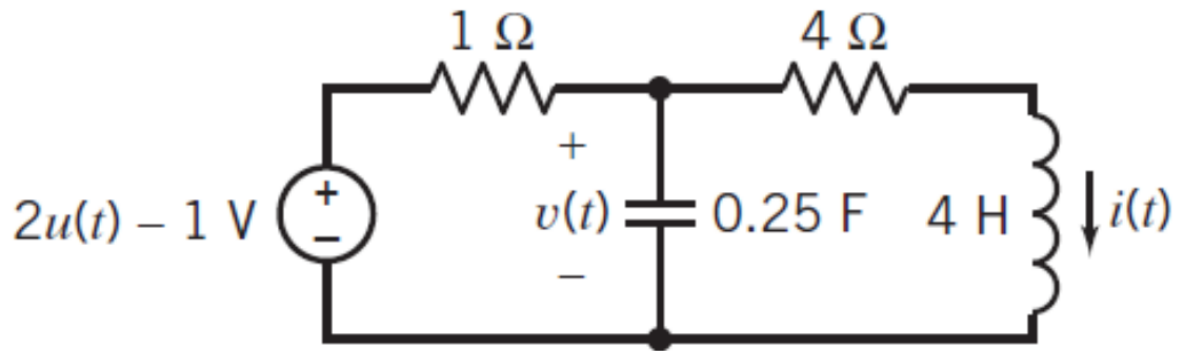 1 Ω
4 Ω
+
2u(t) – 1 V
+
–
v(t)
0.25 F
4 H
i(t)
–